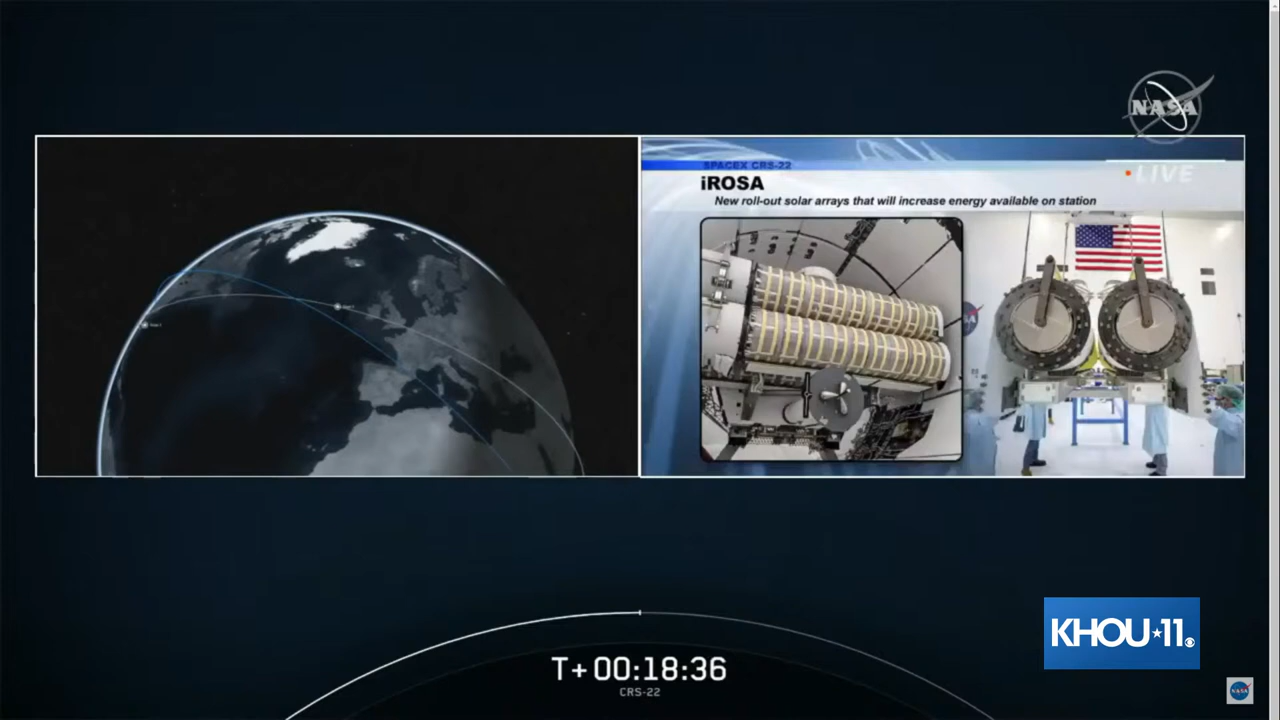 NASA
SPACEX CRS-22
LIVE
iROSA
New roll-out solar arrays that will increase energy available on station
KHOU★11
T+00:18:36
CRS-22
NASA